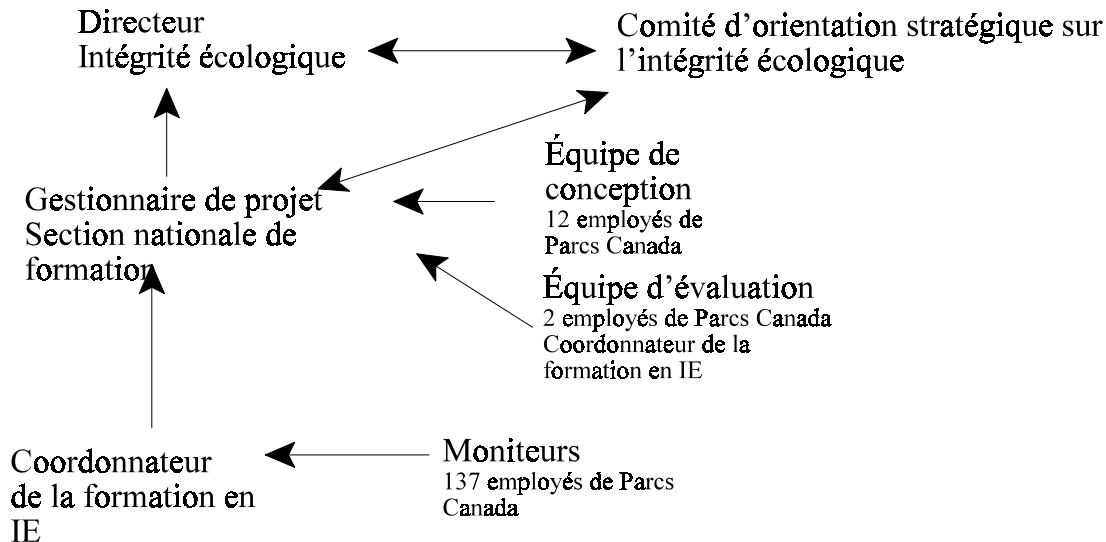 Directeur
Intégrité écologique
Comité d’orientation stratégique sur
l’intégrité écologique
Gestionnaire de projet
Section nationale de
formation
Équipe de
conception
12 employés de
Parcs Canada
Équipe d’évaluation
2 employés de Parcs Canada
Coordonnateur de la
formation en IE
Coordonnateur
de la formation en
IE
Moniteurs
137 employés de Parcs
Canada